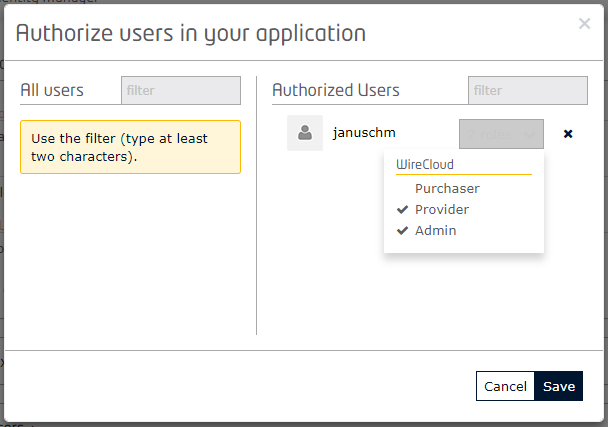 Authorize users in your application
×
All users
filter
Authorized Users
filter
Use the filter (type at least
two characters).
januschm
WireCloud
Purchaser
Provider
Admin
Cancel
Save